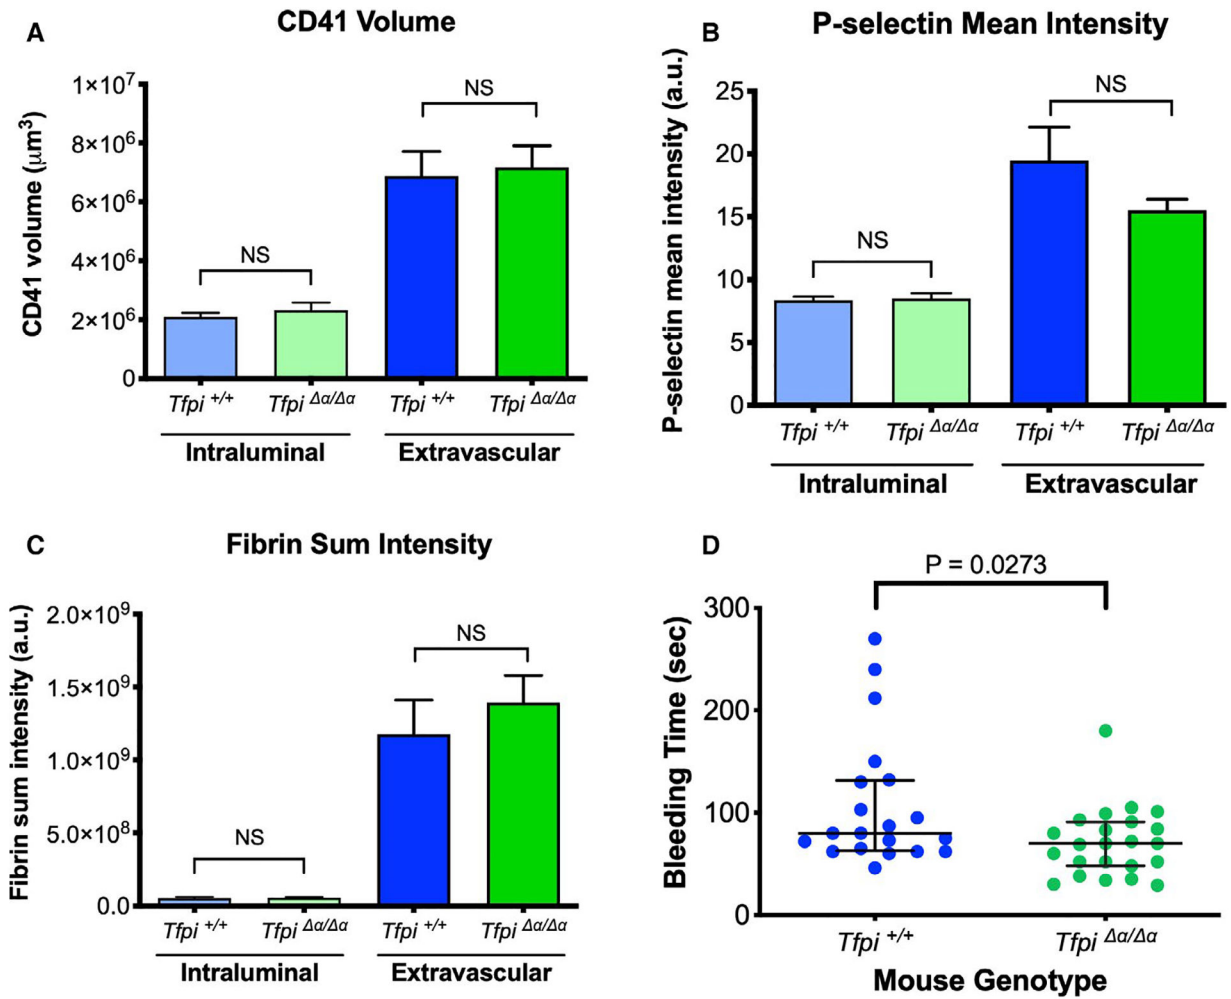 A
CD41 Volume
CD41 volume (μm³)
1×10⁷
8×10⁶
6×10⁶
4×10⁶
2×10⁶
0
NS
NS
Tfpi +/+
Tfpi Δα/Δα
Tfpi +/+
Tfpi Δα/Δα
Intraluminal
Extravascular
B
P-selectin Mean Intensity
P-selectin mean intensity (a.u.)
25
20
15
10
5
0
NS
NS
Tfpi +/+
Tfpi Δα/Δα
Tfpi +/+
Tfpi Δα/Δα
Intraluminal
Extravascular
C
Fibrin Sum Intensity
Fibrin sum intensity (a.u.)
2.0×10⁹
1.5×10⁹
1.0×10⁹
5.0×10⁸
0.0
NS
NS
Tfpi +/+
Tfpi Δα/Δα
Tfpi +/+
Tfpi Δα/Δα
Intraluminal
Extravascular
D
P = 0.0273
Bleeding Time (sec)
300
200
100
0
Tfpi +/+
Tfpi Δα/Δα
Mouse Genotype